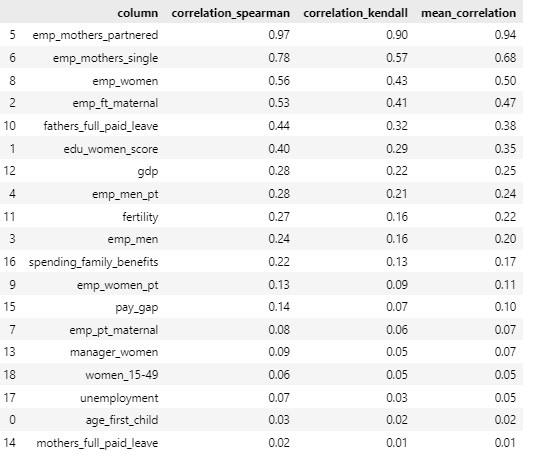 column correlation_spearman correlation_kendall mean_correlation
5 emp_mothers_partnered 0.97 0.90 0.94
6 emp_mothers_single 0.78 0.57 0.68
8 emp_women 0.56 0.43 0.50
2 emp_ft_maternal 0.53 0.41 0.47
10 fathers_full_paid_leave 0.44 0.32 0.38
1 edu_women_score 0.40 0.29 0.35
12 gdp 0.28 0.22 0.25
4 emp_men_pt 0.28 0.21 0.24
11 fertility 0.27 0.16 0.22
3 emp_men 0.24 0.16 0.20
16 spending_family_benefits 0.22 0.13 0.17
9 emp_women_pt 0.13 0.09 0.11
15 pay_gap 0.14 0.07 0.10
7 emp_pt_maternal 0.08 0.06 0.07
13 manager_women 0.09 0.05 0.07
18 women_15-49 0.06 0.05 0.05
17 unemployment 0.07 0.03 0.05
0 age_first_child 0.03 0.02 0.02
14 mothers_full_paid_leave 0.02 0.01 0.01